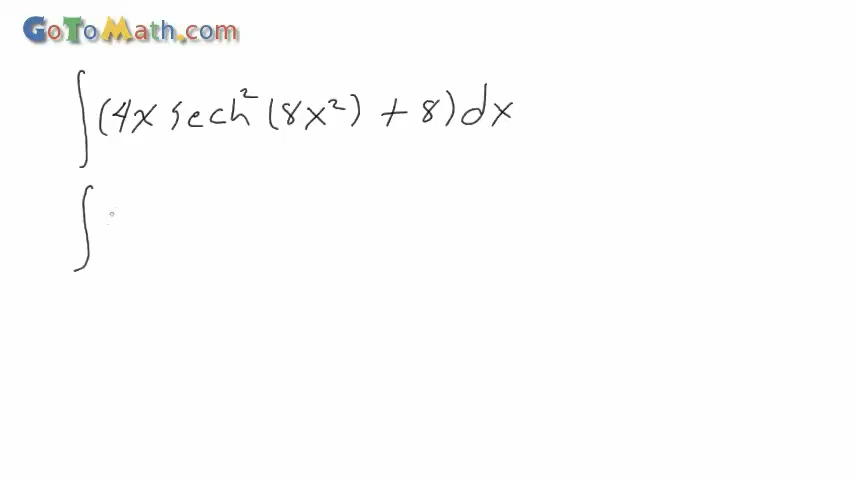 GoToMath.com
∫(4x sech²(8x²) + 8)dx
∫